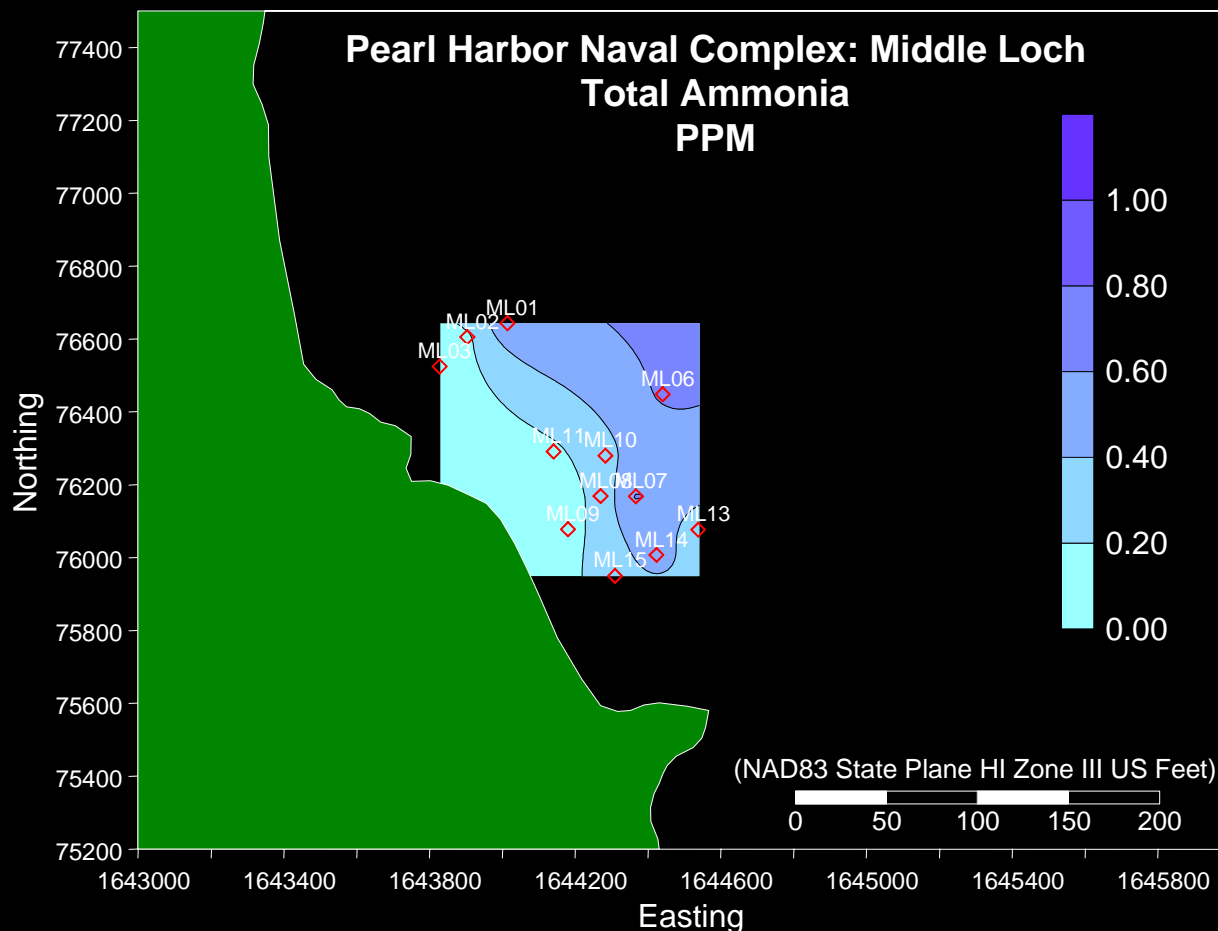 Pearl Harbor Naval Complex: Middle Loch
Total Ammonia
PPM
77400
77200
77000
76800
76600
76400
76200
76000
75800
75600
75400
75200
Northing
1.00
0.80
0.60
0.40
0.20
0.00
ML01
ML02
ML03
ML06
ML11
ML10
ML08
ML07
ML09
ML13
ML14
ML15
(NAD83 State Plane HI Zone III US Feet)
0 50 100 150 200
1643000 1643400 1643800 1644200 1644600 1645000 1645400 1645800
Easting